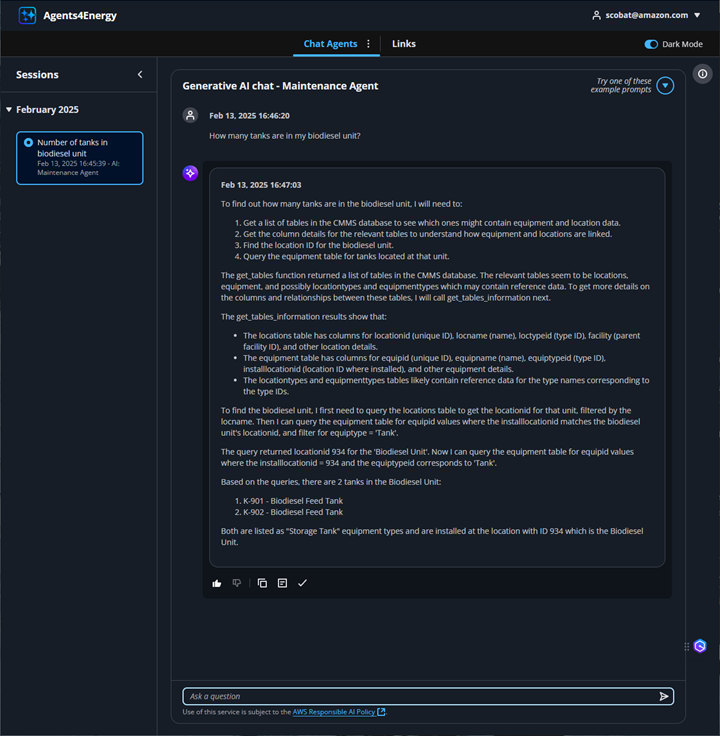 Agents4Energy
scobat@amazon.com
Chat Agents
Links
Dark Mode
Sessions
February 2025
Number of tanks in
biodiesel unit
Feb 13, 2025 16:45:39 - AI:
Maintenance Agent
Generative AI chat - Maintenance Agent
Try one of these
example prompts
Feb 13, 2025 16:46:20
How many tanks are in my biodiesel unit?
Feb 13, 2025 16:47:03
To find out how many tanks are in the biodiesel unit, I will need to:
1. Get a list of tables in the CMMS database to see which ones might contain equipment and location data.
2. Get the column details for the relevant tables to understand how equipment and locations are linked.
3. Find the location ID for the biodiesel unit.
4. Query the equipment table for tanks located at that unit.
The get_tables function returned a list of tables in the CMMS database. The relevant tables seem to be locations,
equipment, and possibly locationtypes and equipmenttypes which may contain reference data. To get more details on
the columns and relationships between these tables, I will call get_tables_information next.
The get_tables_information results show that:
• The locations table has columns for locationid (unique ID), locname (name), loctypeid (type ID), facility (parent
facility ID), and other location details.
• The equipment table has columns for equipid (unique ID), equipname (name), equiptypeid (type ID),
installlocationid (location ID where installed), and other equipment details.
• The locationtypes and equipmenttypes tables likely contain reference data for the type names corresponding to
the type IDs.
To find the biodiesel unit, I first need to query the locations table to get the locationid for that unit, filtered by the
locname. Then I can query the equipment table for equipid values where the installlocationid matches the biodiesel
unit's locationid, and filter for equiptype = 'Tank'.
The query returned locationid 934 for the 'Biodiesel Unit'. Now I can query the equipment table for equipid values
where the installlocationid = 934 and the equiptypeid corresponds to 'Tank'.
Based on the queries, there are 2 tanks in the Biodiesel Unit:
1. K-901 - Biodiesel Feed Tank
2. K-902 - Biodiesel Feed Tank
Both are listed as "Storage Tank" equipment types and are installed at the location with ID 934 which is the Biodiesel
Unit.
Ask a question
Use of this service is subject to the AWS Responsible AI Policy.